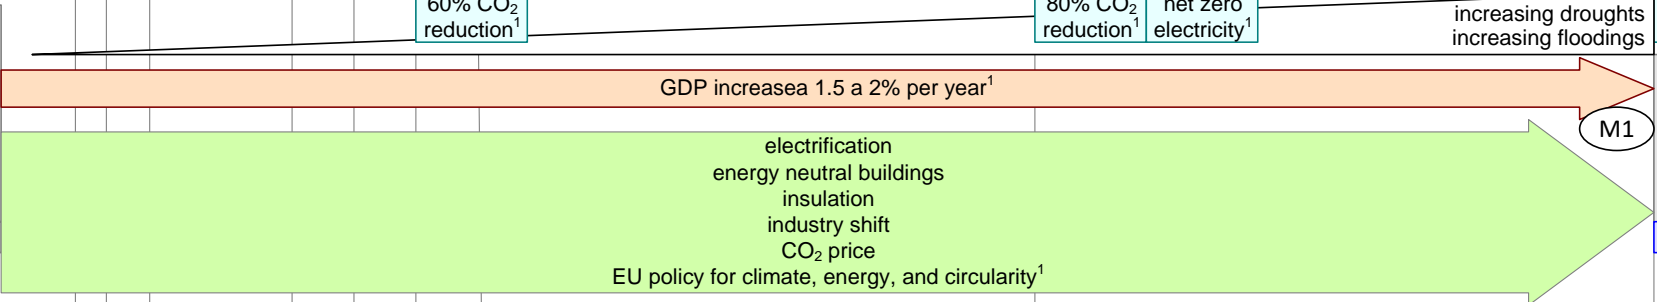 60% CO₂
reduction¹
80% CO₂
reduction¹
net zero
electricity¹
increasing droughts
increasing floodings
GDP increasea 1.5 a 2% per year¹
M1
electrification
energy neutral buildings
insulation
industry shift
CO₂ price
EU policy for climate, energy, and circularity¹